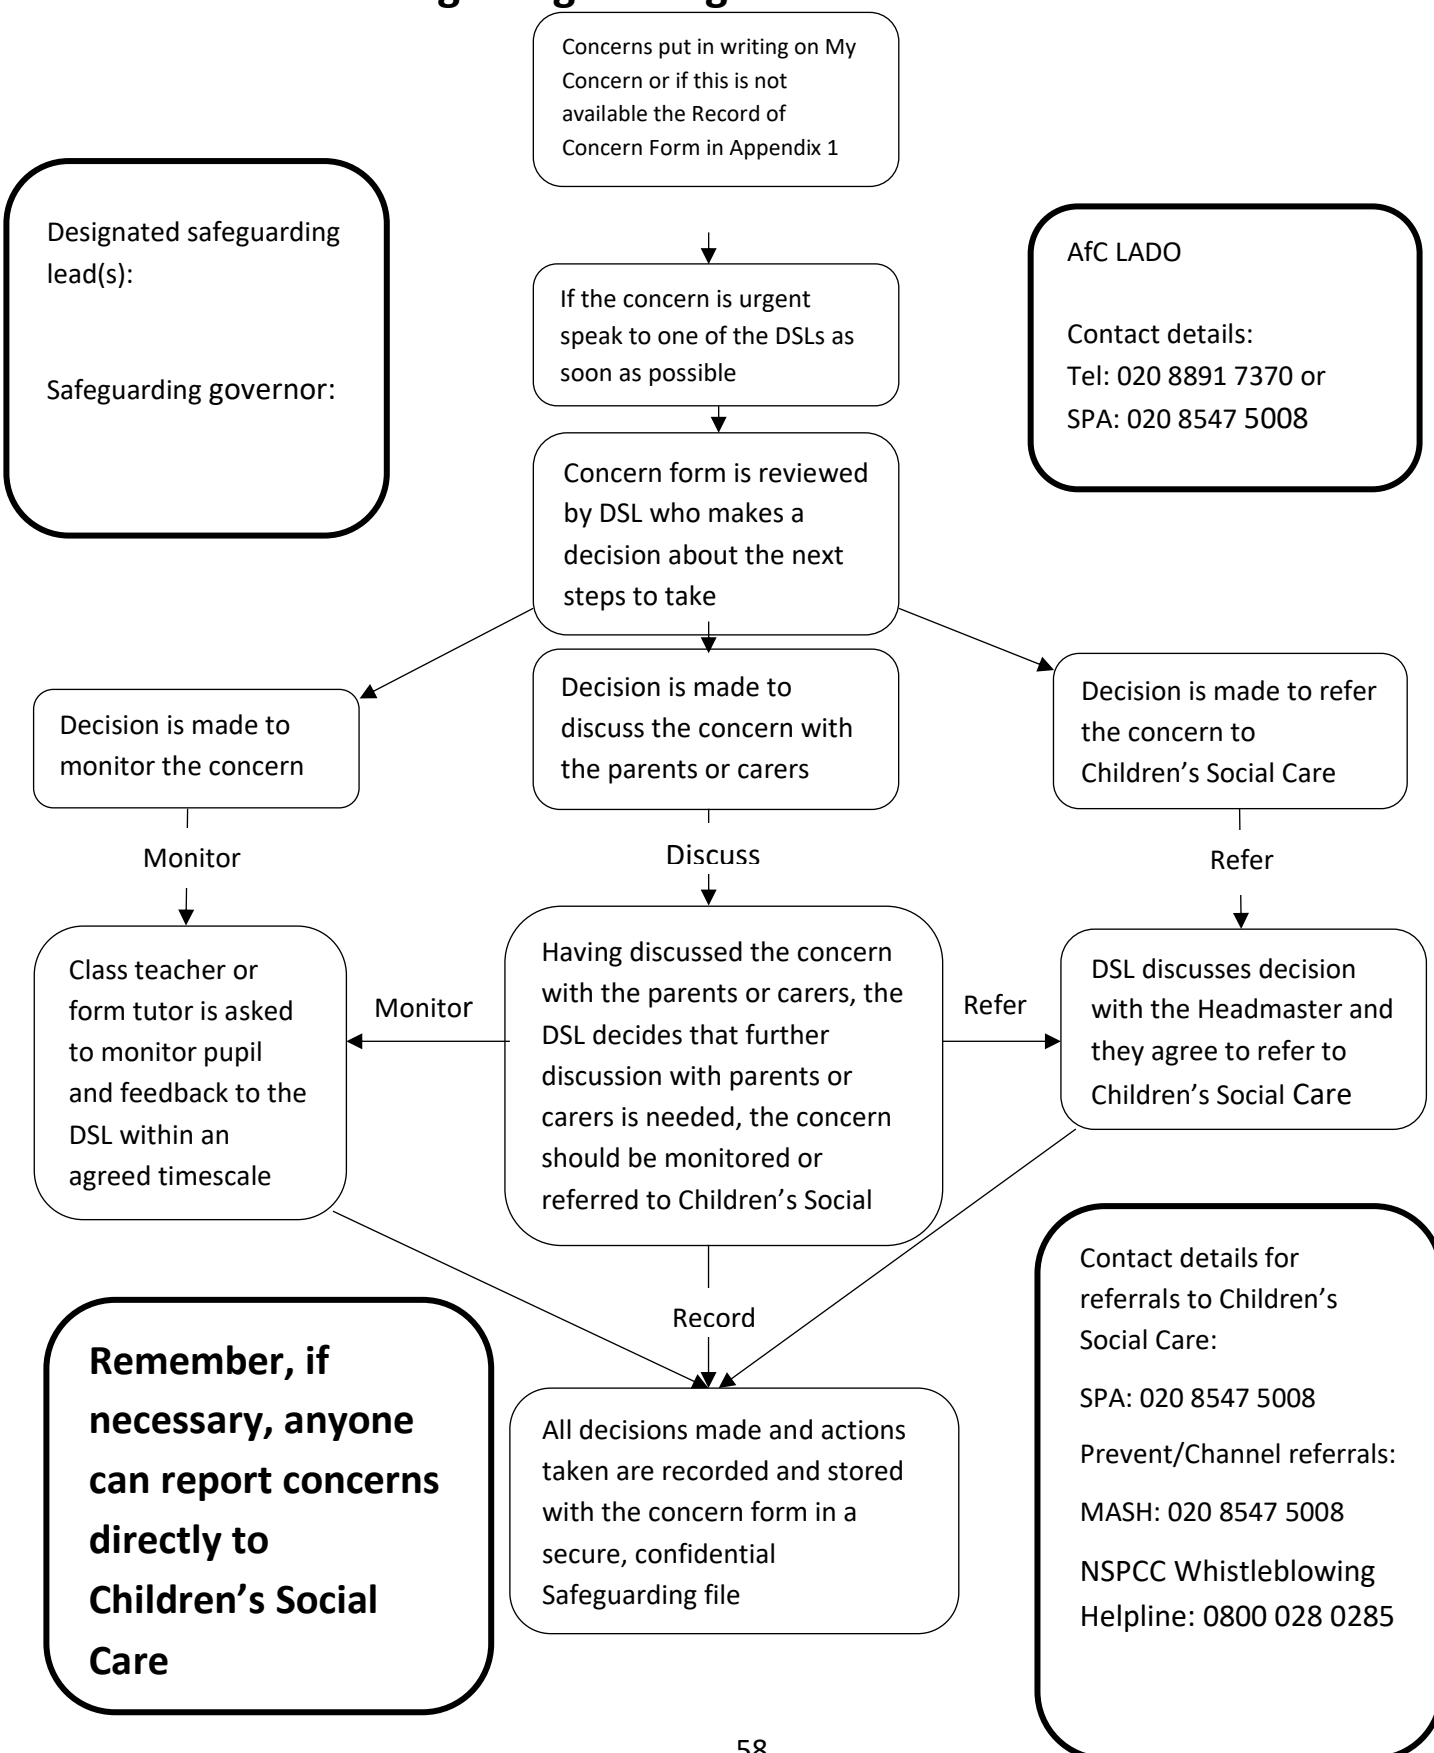 Concerns put in writing on My
Concern or if this is not
available the Record of
Concern Form in Appendix 1
Designated safeguarding
lead(s):
Safeguarding governor:
AfC LADO
Contact details:
Tel: 020 8891 7370 or
SPA: 020 8547 5008
If the concern is urgent
speak to one of the DSLs as
soon as possible
Concern form is reviewed
by DSL who makes a
decision about the next
steps to take
Decision is made to
monitor the concern
Decision is made to
discuss the concern with
the parents or carers
Decision is made to refer
the concern to
Children’s Social Care
Monitor
Discuss
Refer
Class teacher or
form tutor is asked
to monitor pupil
and feedback to the
DSL within an
agreed timescale
Monitor
Having discussed the concern
with the parents or carers, the
DSL decides that further
discussion with parents or
carers is needed, the concern
should be monitored or
referred to Children’s Social
Refer
DSL discusses decision
with the Headmaster and
they agree to refer to
Children’s Social Care
Record
Remember, if
necessary, anyone
can report concerns
directly to
Children’s Social
Care
All decisions made and actions
taken are recorded and stored
with the concern form in a
secure, confidential
Safeguarding file
Contact details for
referrals to Children’s
Social Care:
SPA: 020 8547 5008
Prevent/Channel referrals:
MASH: 020 8547 5008
NSPCC Whistleblowing
Helpline: 0800 028 0285
58